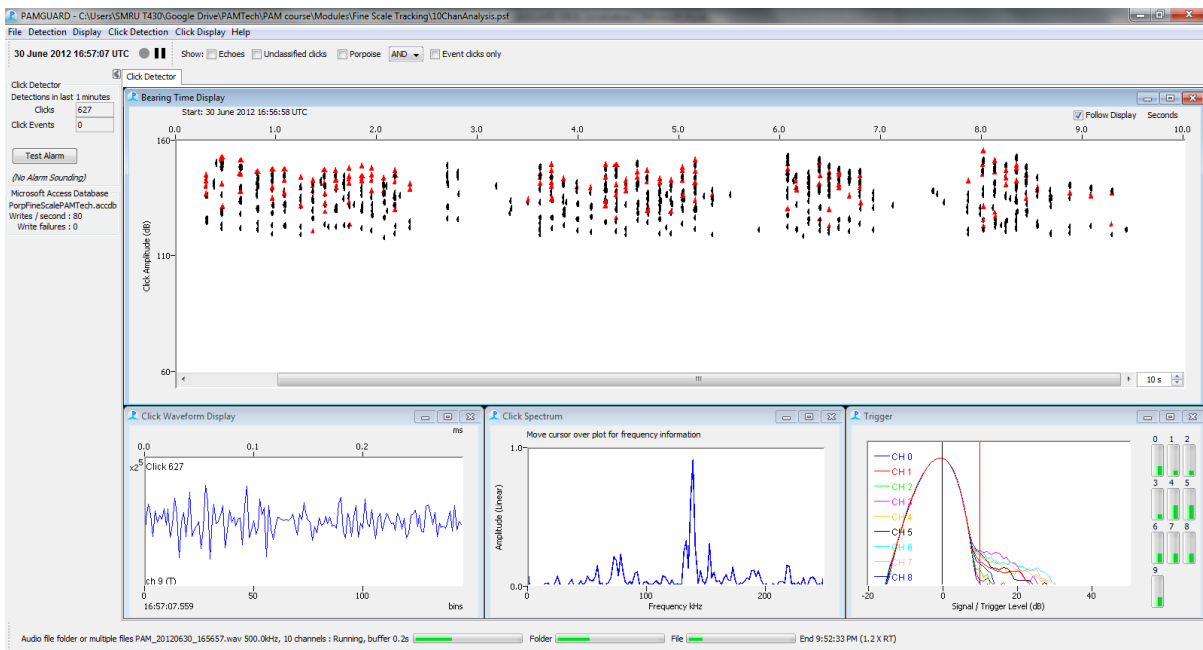 PAMGUARD - C:\Users\SMRU T430\Google Drive\PAMTech\PAM course\Modules\Fine Scale Tracking\10ChanAnalysis.psf
File Detection Display Click Detection Click Display Help
30 June 2012 16:57:07 UTC Show: Echoes Unclassified clicks Porpoise AND Event clicks only
Click Detector
Detections in last 1 minutes
Clicks 627
Click Events 0
Test Alarm
(No Alarm Sounding)
Microsoft Access Database
PorpFineScalePAMTech.accdb
Writes / second : 80
Write failures : 0
Click Detector
Bearing Time Display
Start: 30 June 2012 16:56:58 UTC Follow Display Seconds
0.0 1.0 2.0 3.0 4.0 5.0 6.0 7.0 8.0 9.0 10.0
160
110
60
Click Amplitude (dB)
10 s
Click Waveform Display
ms
0.0 0.1 0.2
x2^5 Click 627
ch 9 (T)
0 50 100
16:57:07.559 bins
Click Spectrum
Move cursor over plot for frequency information
1.0
Amplitude (Linear)
0.0
0 100 200
Frequency kHz
Trigger
CH 0
CH 1
CH 2
CH 3
CH 4
CH 5
CH 6
CH 7
CH 8
-20 0 20 40
Signal / Trigger Level (dB)
0 1 2
3 4 5
6 7 8
9
Audio file folder or multiple files PAM_20120630_165657.wav 500.0kHz, 10 channels : Running, buffer 0.2s Folder File End 9:52:33 PM (1.2 X RT)